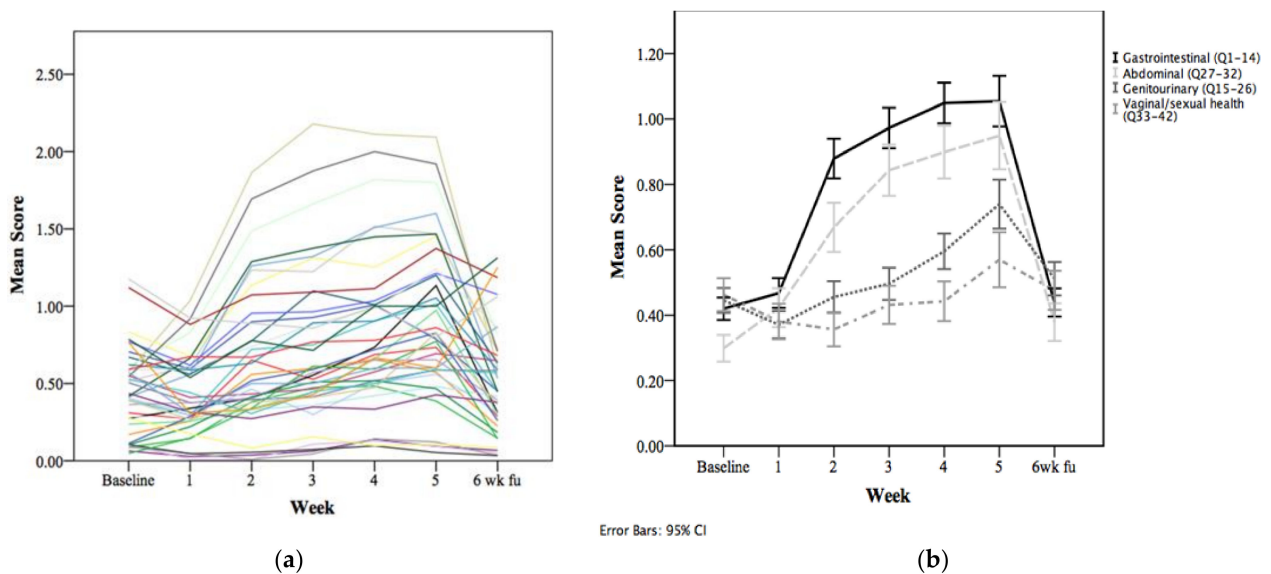 2.50
2.00
1.50
1.00
0.50
0.00
Mean Score
Baseline
1
2
3
4
5
6 wk fu
Week
(a)
1.20
1.00
0.80
0.60
0.40
0.20
0.00
Mean Score
Baseline
1
2
3
4
5
6wk fu
Week
Gastrointestinal (Q1-14)
Abdominal (Q27-32)
Genitourinary (Q15-26)
Vaginal/sexual health
(Q33-42)
Error Bars: 95% CI
(b)